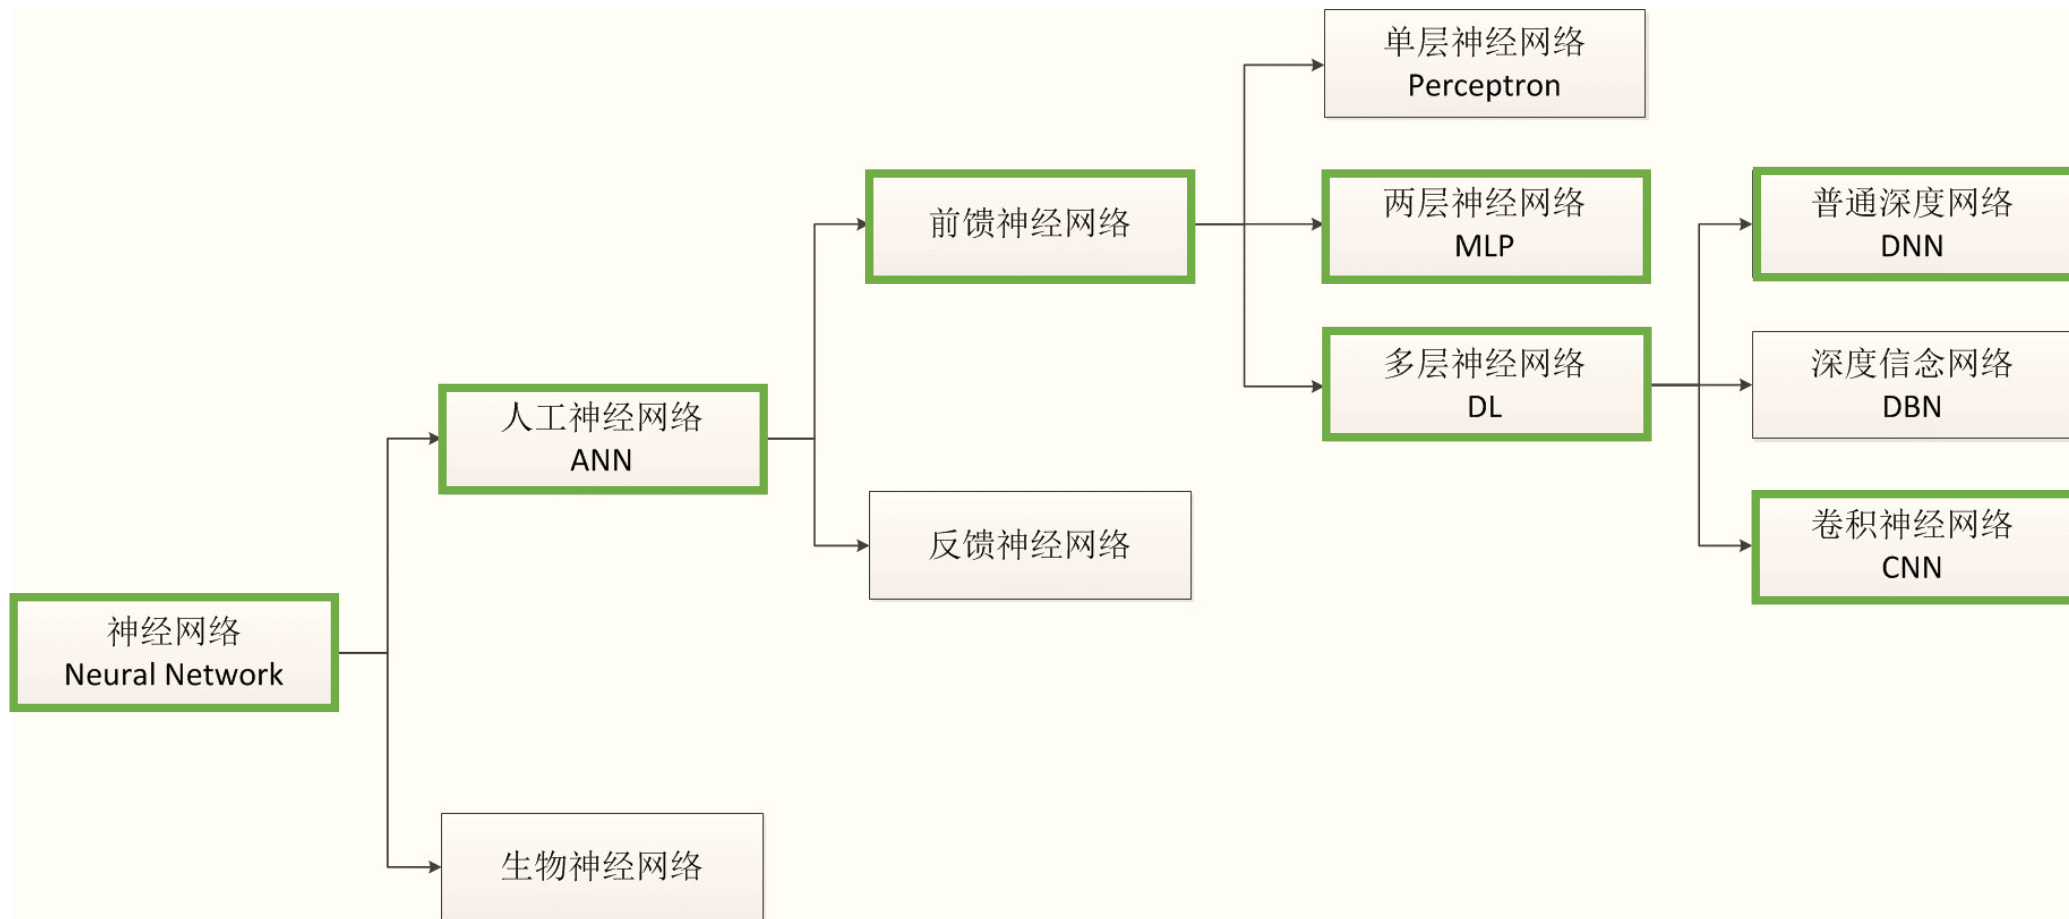 神经网络
Neural Network
人工神经网络
ANN
生物神经网络
前馈神经网络
反馈神经网络
单层神经网络
Perceptron
两层神经网络
MLP
多层神经网络
DL
普通深度网络
DNN
深度信念网络
DBN
卷积神经网络
CNN